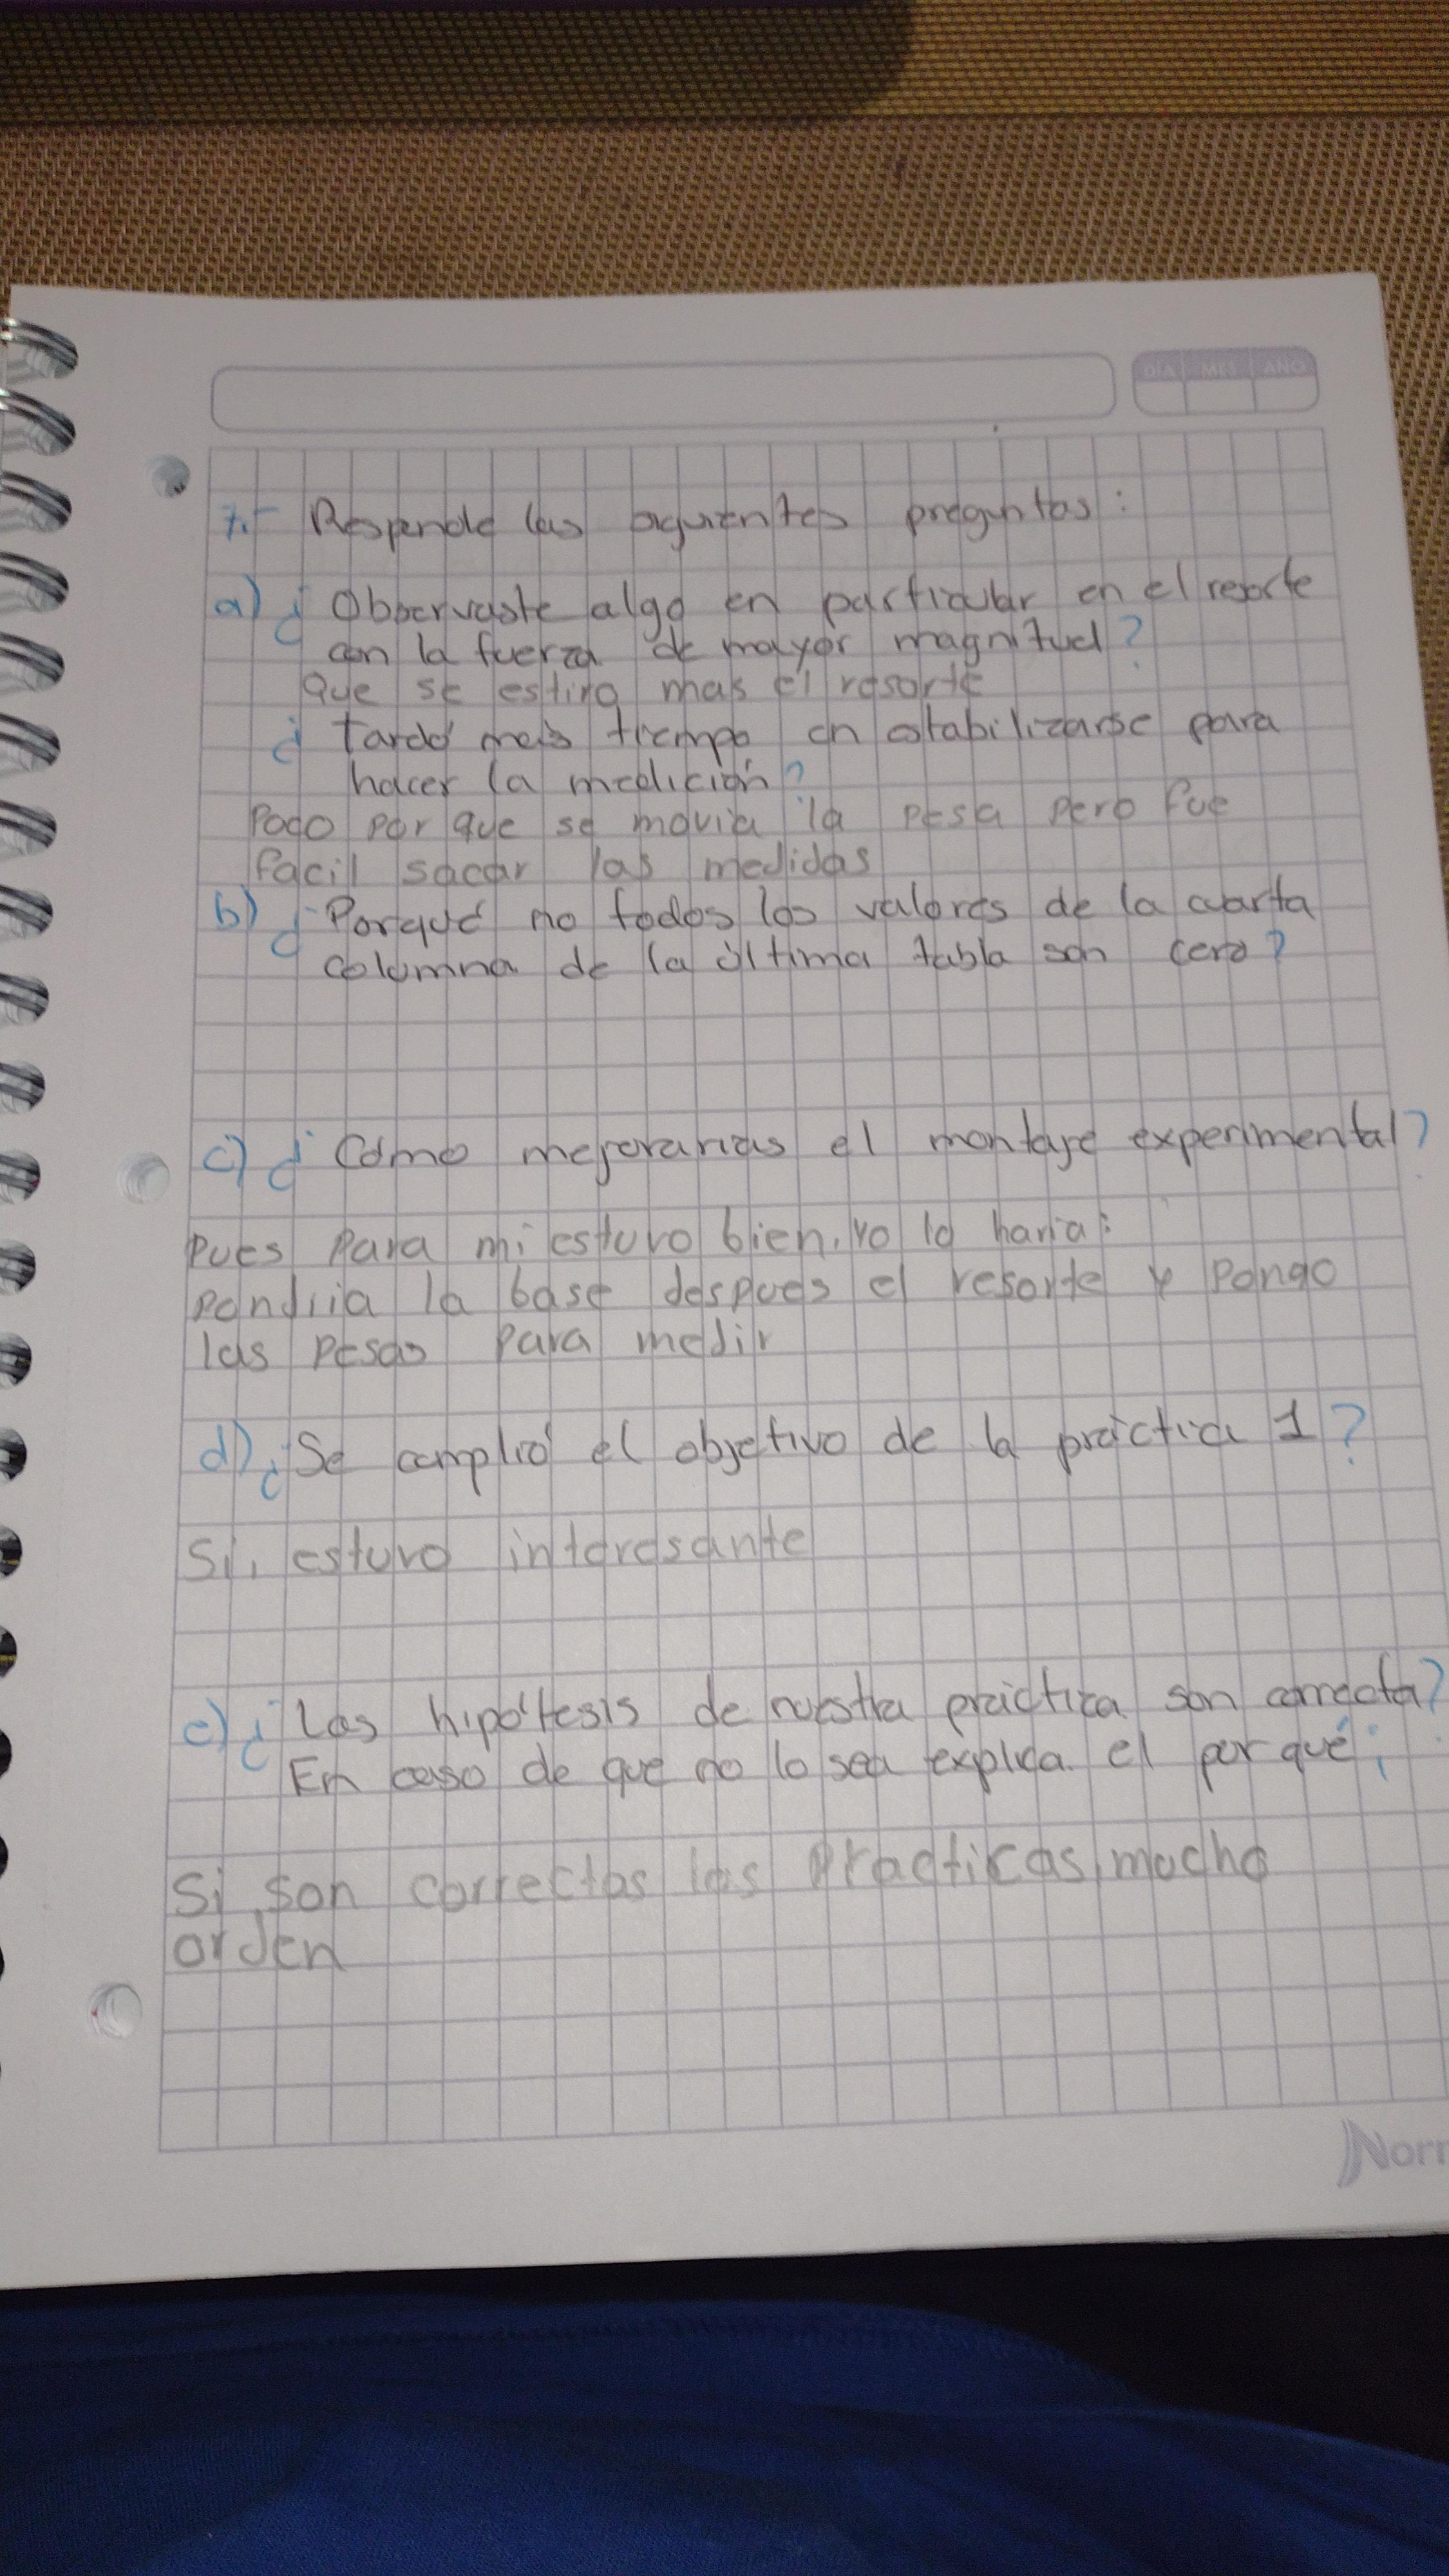 DÍA MES AÑO
7.- Responde las siguientes preguntas:
a) ¿Observaste algo en particular en el resorte
con la fuerza de mayor magnitud?
Que se estiro mas el resorte
¿Tardó más tiempo en estabilizarse para
hacer la medición?
Poco por que se movia la pesa pero fue
facil sacar las medidas
b) ¿Porqué no todos los valores de la cuarta
columna de la última tabla son cero?
c) ¿Cómo mejorarias el montaje experimental?
Pues para mi estuvo bien, yo lo haria:
pondria la base despues el resorte y pongo
las pesas para medir
d) ¿Se cumplió el objetivo de la práctica 1?
Si, estuvo interesante
e) ¿Las hipótesis de nuestra práctica son correcta?
En caso de que no lo sea explica el por qué;
Si, son correctas las practicas, mucho
orden
Norr